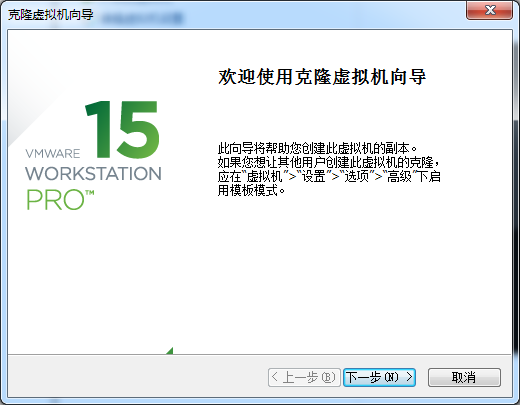 克隆虚拟机向导
欢迎使用克隆虚拟机向导
15
VMWARE
WORKSTATION
PRO™
此向导将帮助您创建此虚拟机的副本。
如果您想让其他用户创建此虚拟机的克隆，
应在“虚拟机”>“设置”>“选项”>“高级”下启
用模板模式。
< 上一步(B)
下一步(N) >
取消